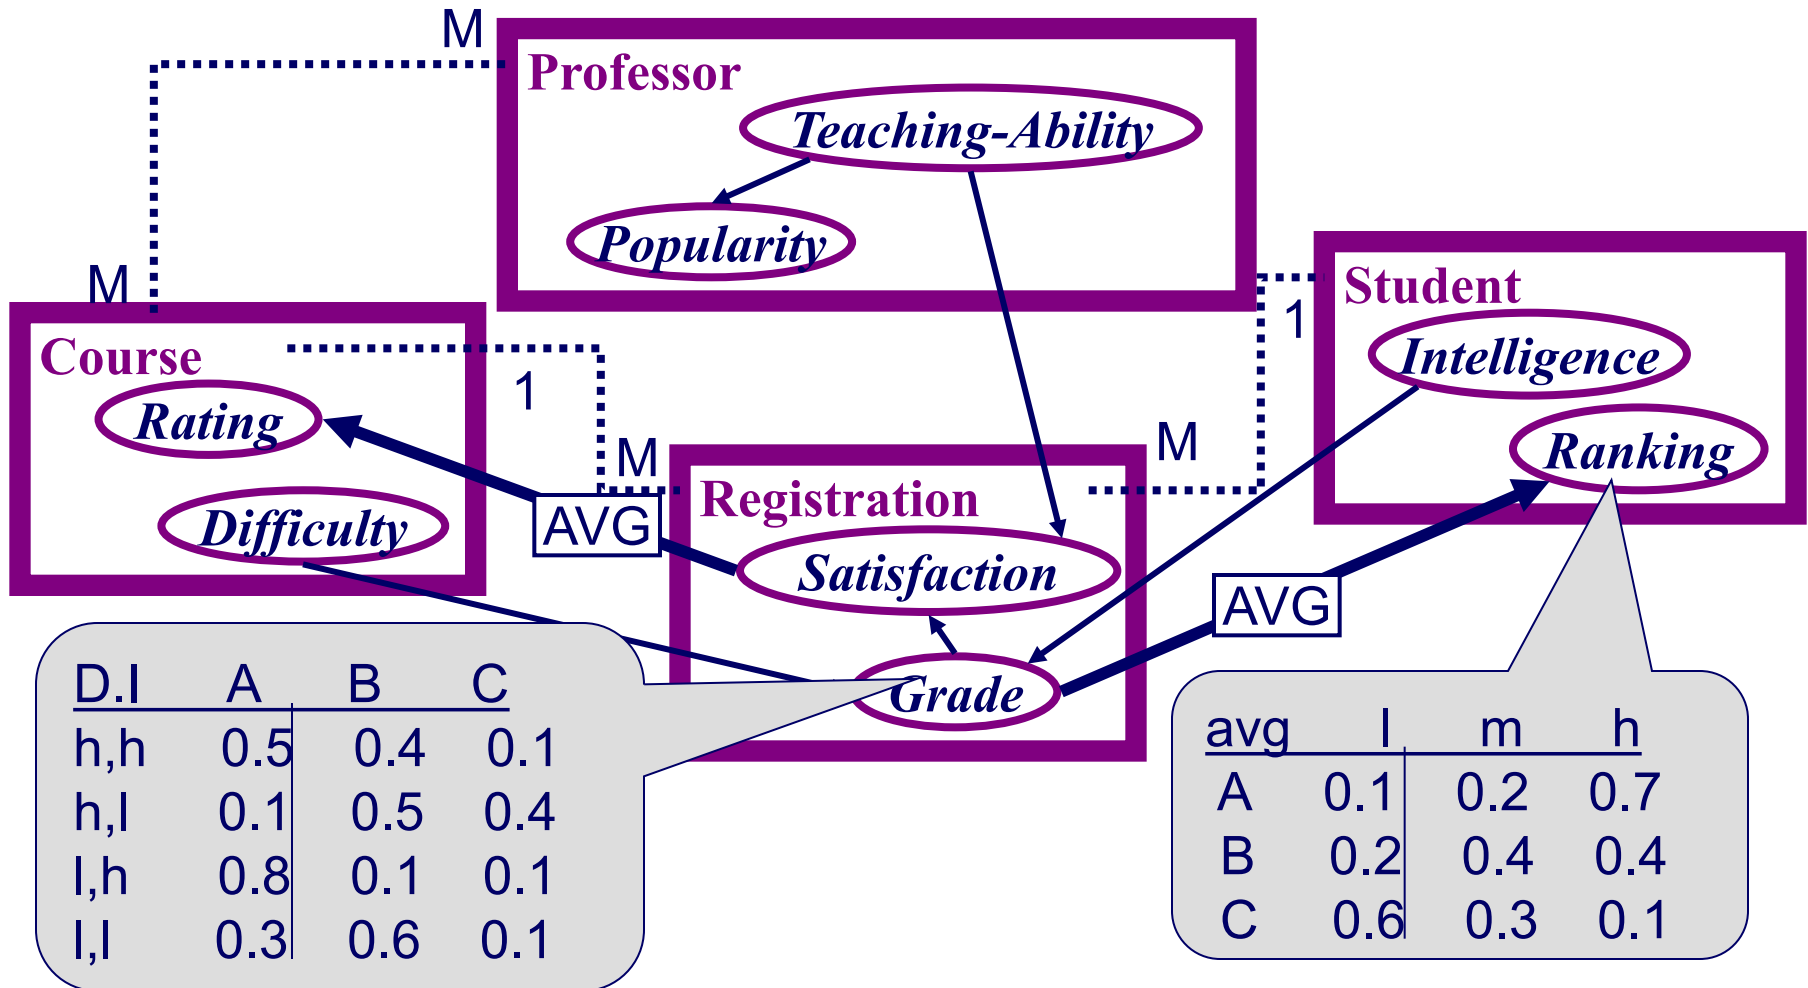 M
Professor
Teaching-Ability
Popularity
M
Student
1
Intelligence
Course
1
Rating
M
M
Ranking
Registration
Difficulty
AVG
Satisfaction
AVG
Grade
D.I A B C
h,h 0.5 0.4 0.1
h,l 0.1 0.5 0.4
l,h 0.8 0.1 0.1
l,l 0.3 0.6 0.1
avg l m h
A 0.1 0.2 0.7
B 0.2 0.4 0.4
C 0.6 0.3 0.1